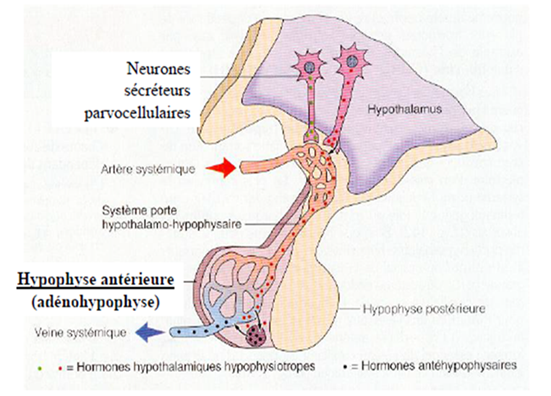 Neurones
sécréteurs
parvocellulaires
Hypothalamus
Artère systémique
Système porte
hypothalamo-hypophysaire
Hypophyse antérieure
(adénohypophyse)
Hypophyse postérieure
Veine systémique
= Hormones hypothalamiques hypophysiotropes
= Hormones antéhypophysaires